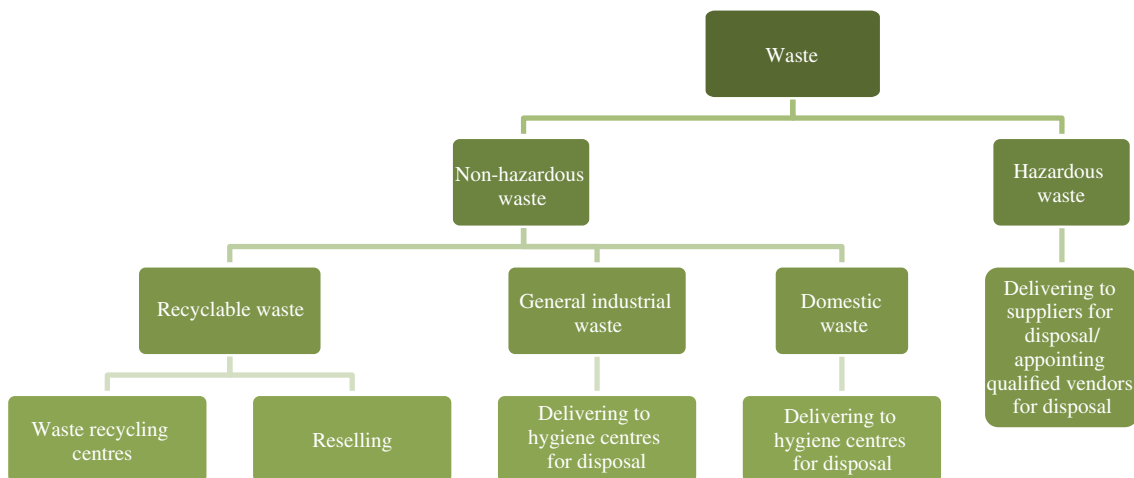 Waste
Non-hazardous
waste
Hazardous
waste
Recyclable waste
General industrial
waste
Domestic
waste
Delivering to
suppliers for
disposal/
appointing
qualified vendors
for disposal
Waste recycling
centres
Reselling
Delivering to
hygiene centres
for disposal
Delivering to
hygiene centres
for disposal